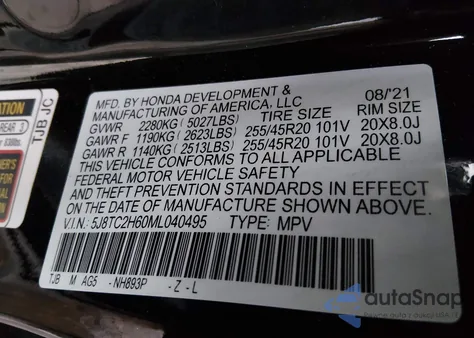 MFD. BY HONDA DEVELOPMENT & 08/'21
MANUFACTURING OF AMERICA, LLC
TIRE SIZE RIM SIZE
GVWR 2280KG (5027LBS)
GAWR F 1190KG (2623LBS) 255/45R20 101V 20X8.0J
GAWR R 1140KG (2513LBS) 255/45R20 101V 20X8.0J
THIS VEHICLE CONFORMS TO ALL APPLICABLE
FEDERAL MOTOR VEHICLE SAFETY
AND THEFT PREVENTION STANDARDS IN EFFECT
ON THE DATE OF MANUFACTURE SHOWN ABOVE.
V.I.N: 5J8TC2H60ML040495 TYPE: MPV
TJB M AG5 -NH893P -Z -L
TJB JC
REAR
autoSnap